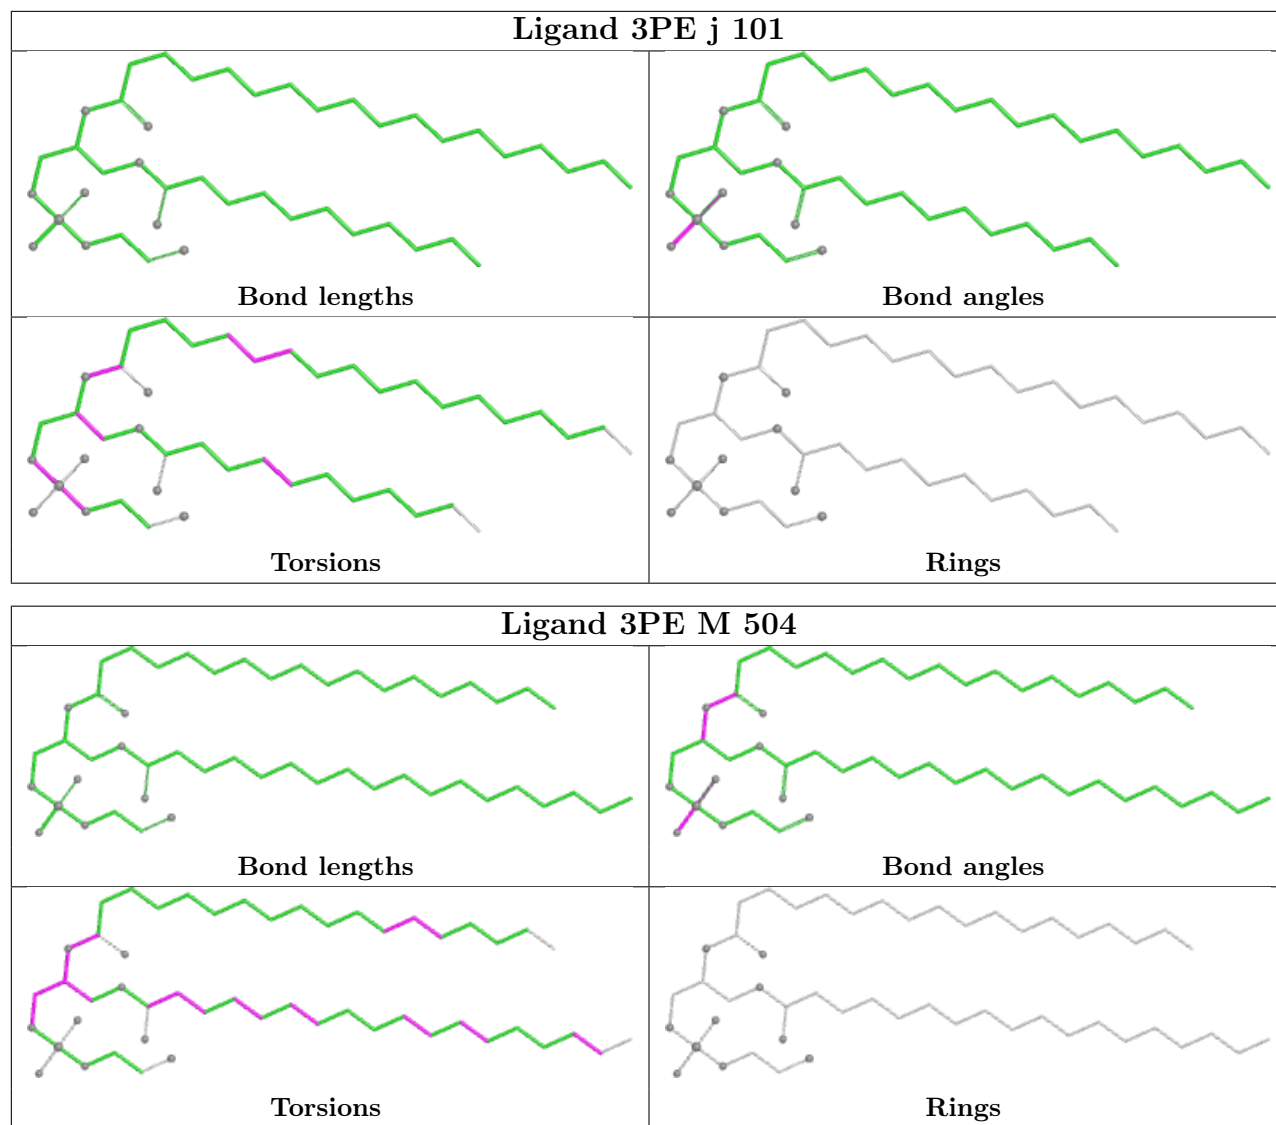 Ligand 3PE j 101
Bond lengths
Bond angles
Torsions
Rings
Ligand 3PE M 504
Bond lengths
Bond angles
Torsions
Rings